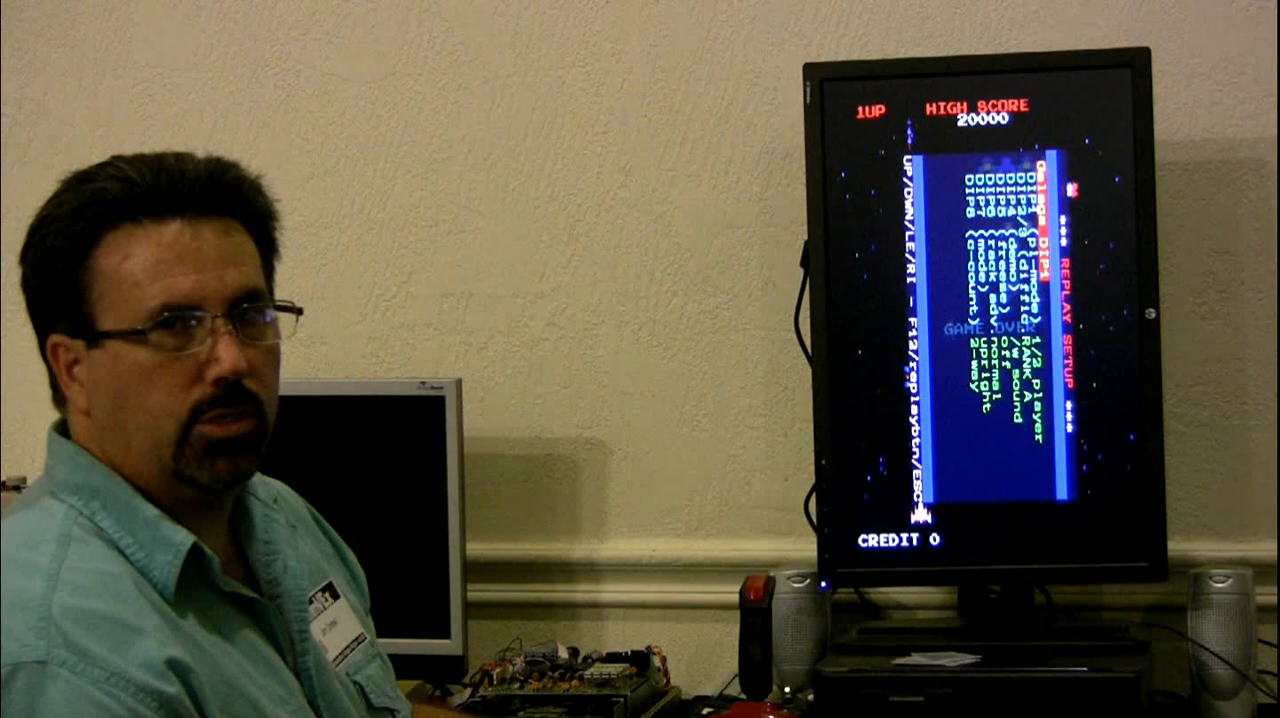 1UP HIGH SCORE
20000
*** REPLAY SETUP ***
Galaga DIP1
DIP1 (pl-mode) 1/2 player
DIP2/3 (diffic. RANK A
DIP4 (demo) /w sound
DIP5 (freeze) off
DIP6 (rack adv normal
DIP7 (mode) upright
DIP8 (c-count) 2-way
UP/DWN/LE/RI - F12/replaybtn/ESC
GAME OVER
CREDIT 0